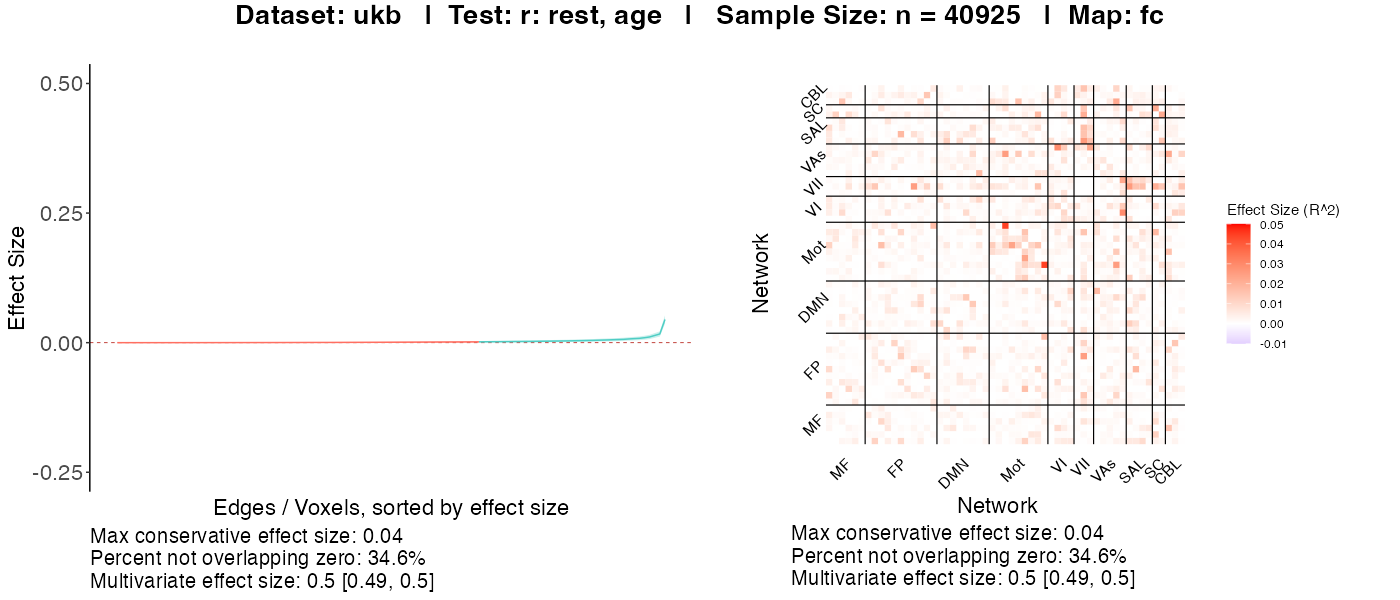 Dataset: ukb | Test: r: rest, age | Sample Size: n = 40925 | Map: fc
0.50
0.25
0.00
-0.25
Effect Size
Edges / Voxels, sorted by effect size
Max conservative effect size: 0.04
Percent not overlapping zero: 34.6%
Multivariate effect size: 0.5 [0.49, 0.5]
CBL
SC
SAL
VAs
VII
VI
Mot
DMN
FP
MF
Network
MF FP DMN Mot VI VII VAs SAL SC CBL
Network
Max conservative effect size: 0.04
Percent not overlapping zero: 34.6%
Multivariate effect size: 0.5 [0.49, 0.5]
Effect Size (R^2)
0.05
0.04
0.03
0.02
0.01
0.00
-0.01